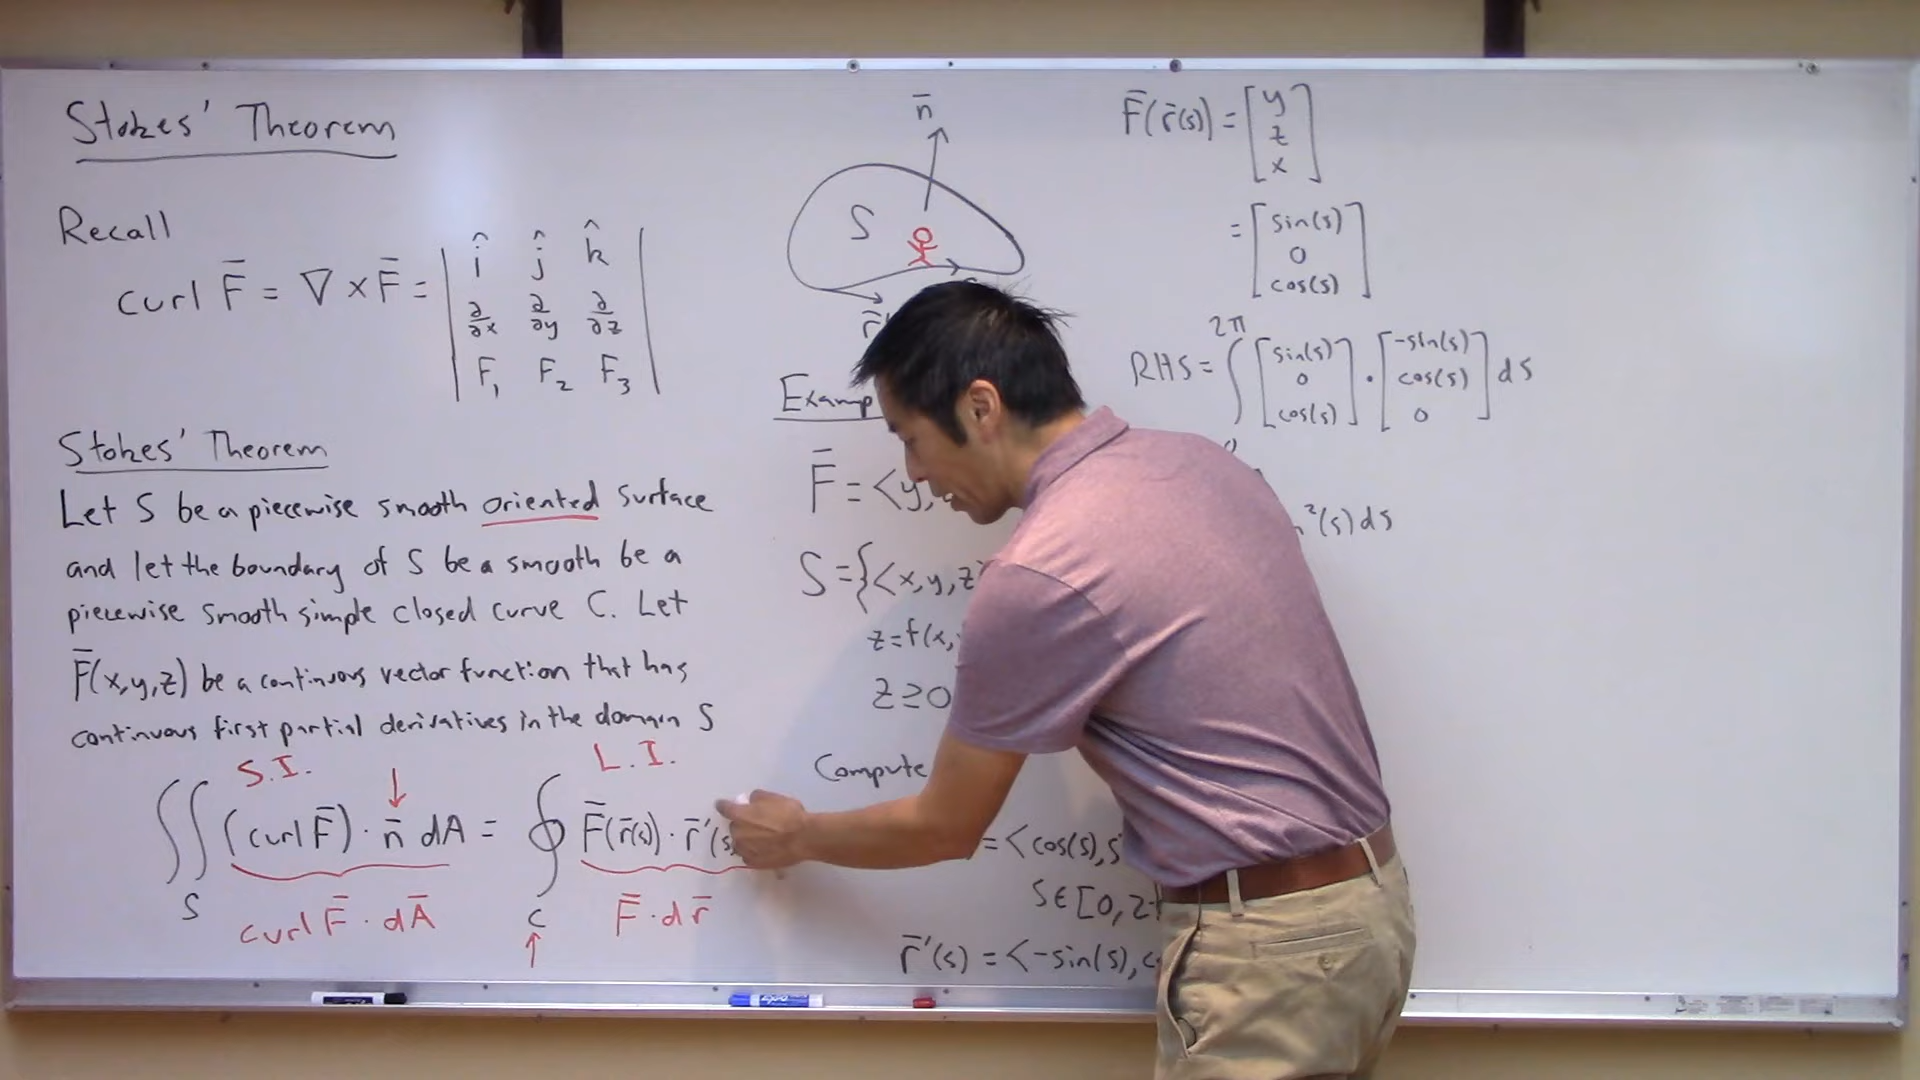 Stokes' Theorem
Recall
curl F̄ = ∇ × F̄ =
î ĵ k̂
∂/∂x ∂/∂y ∂/∂z
F₁ F₂ F₃
Stokes' Theorem
Let S be a piecewise smooth oriented surface
and let the boundary of S be a smooth be a
piecewise smooth simple closed curve C. Let
F̄(x,y,z) be a continuous vector function that has
continuous first partial derivatives in the domain S
S.I. L.I.
∬ (curl F̄) · n̄ dA = ∮ F̄(r̄(s)) · r̄'(s
S C
curl F̄ · dĀ F̄ · dr̄
n̄
S
r̄'
Examp
F̄ = <y,
S = {<x, y, z
z = f(x,
z ≥ 0
Compute
= <cos(s), s
s ∈ [0, 2
r̄'(s) = <-sin(s), c
F̄(r̄(s)) = [y
z
x]
= [sin(s)
0
cos(s)]
RHS = ∫ 2π 0 [sin(s) 0 cos(s)] · [-sin(s) cos(s) 0] ds
²(s) ds
EXPO